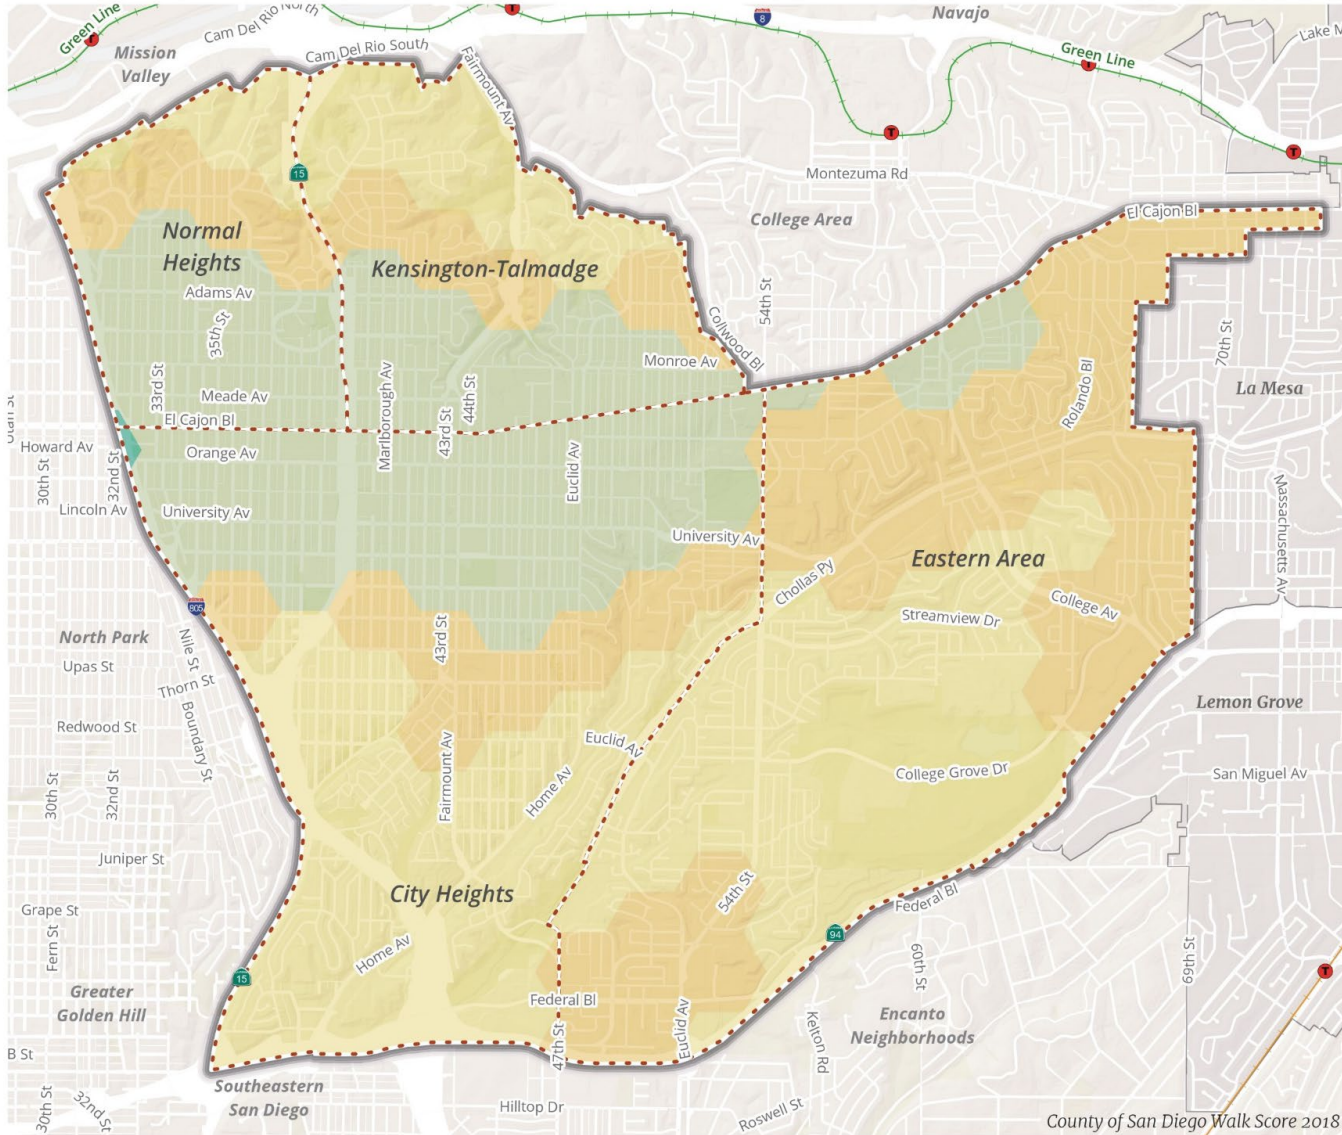 Green Line
Mission
Valley
Cam Del Rio North
Cam Del Rio South
Fairmount Av
8
Navajo
Green Line
T
T
T
T
T
Lake M
Montezuma Rd
College Area
El Cajon Bl
15
Normal
Heights
Kensington-Talmadge
Adams Av
35th St
33rd St
Meade Av
El Cajon Bl
Marlborough Av
43rd St
44th St
Monroe Av
Collwood Bl
54th St
Rolando Bl
70th St
La Mesa
Utah St
Howard Av
30th St
32nd St
Lincoln Av
Orange Av
University Av
Euclid Av
University Av
Eastern Area
Chollas Py
Streamview Dr
College Av
Massachusetts Av
805
North Park
Upas St
Nile St
Thorn St
Boundary St
Redwood St
43rd St
30th St
32nd St
Fairmount Av
Euclid Av
Home Av
College Grove Dr
Lemon Grove
San Miguel Av
Juniper St
Grape St
Fern St
City Heights
54th St
Federal Bl
94
Home Av
15
Greater
Golden Hill
Federal Bl
47th St
Euclid Av
Kelton Rd
60th St
69th St
T
Encanto
Neighborhoods
B St
30th St
32nd St
Southeastern
San Diego
Hilltop Dr
Roswell St
County of San Diego Walk Score 2018